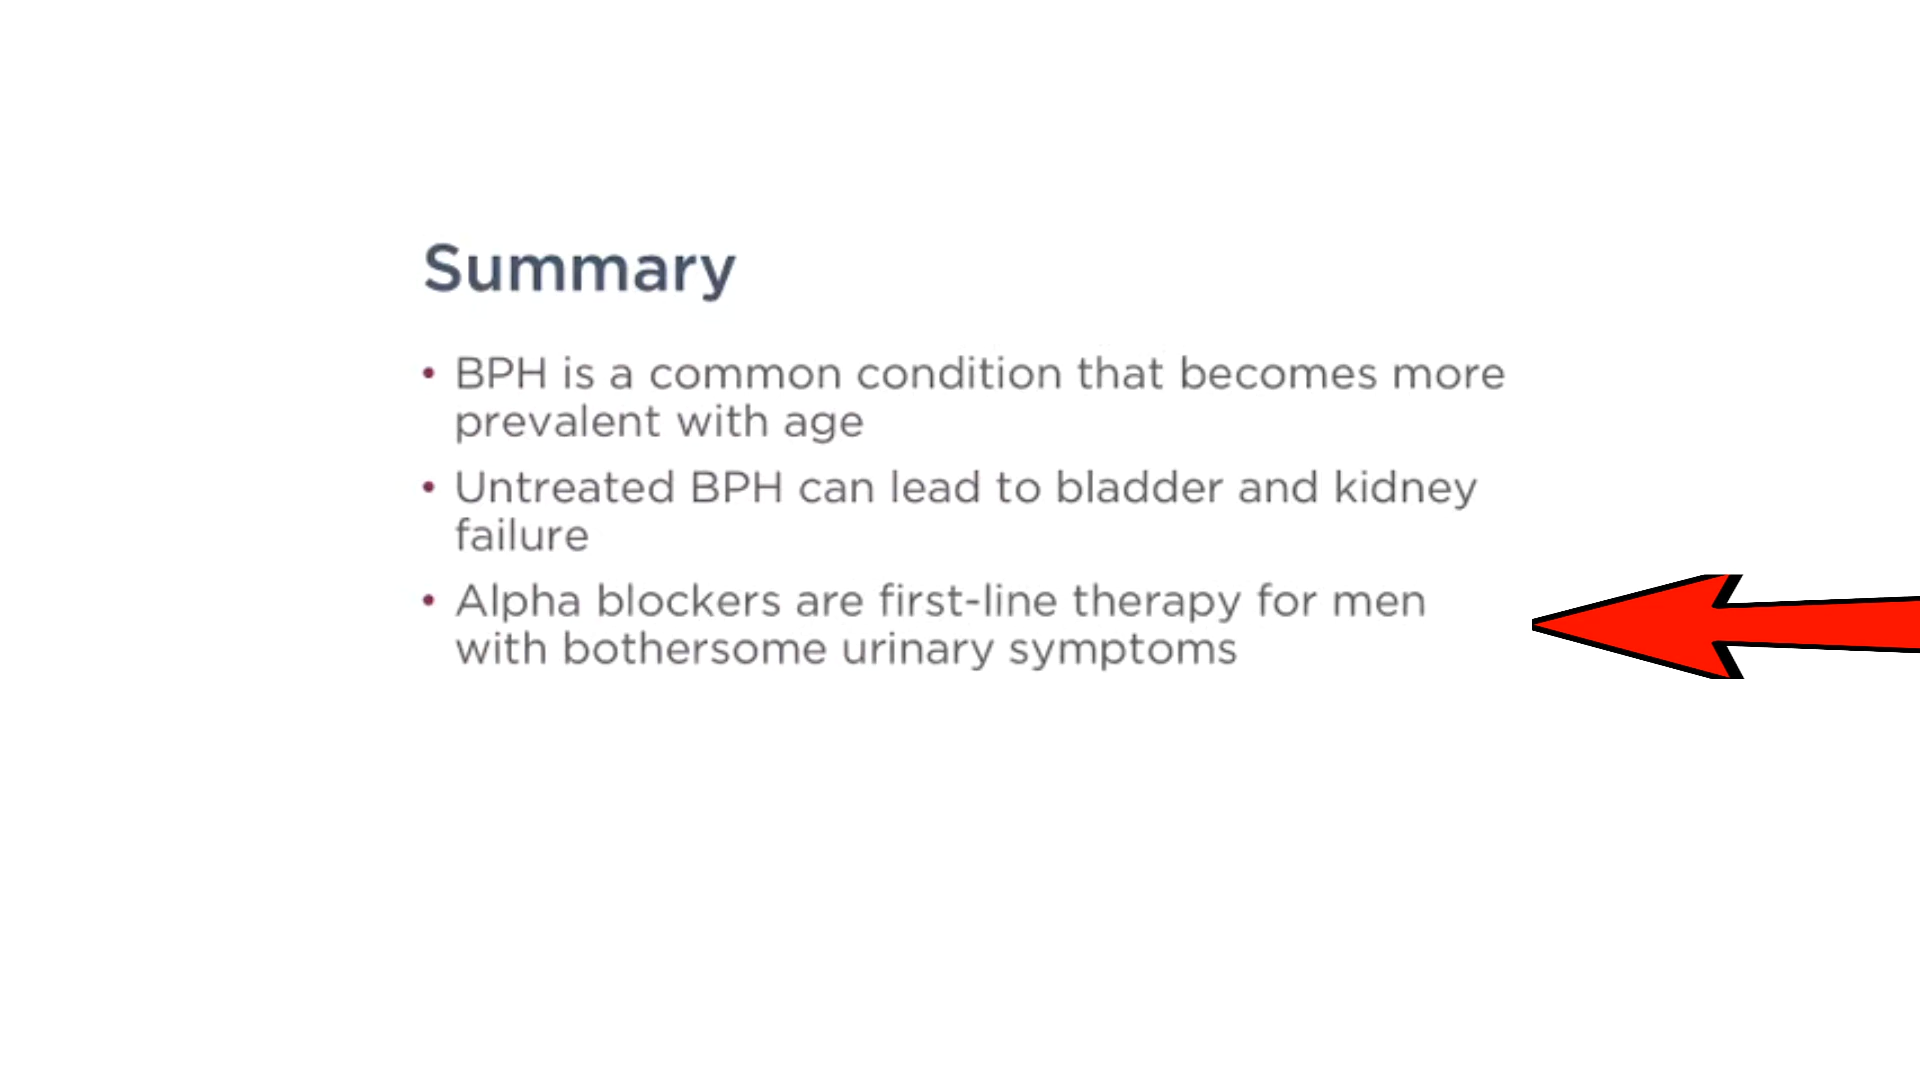 Summary
• BPH is a common condition that becomes more
prevalent with age
• Untreated BPH can lead to bladder and kidney
failure
• Alpha blockers are first-line therapy for men
with bothersome urinary symptoms